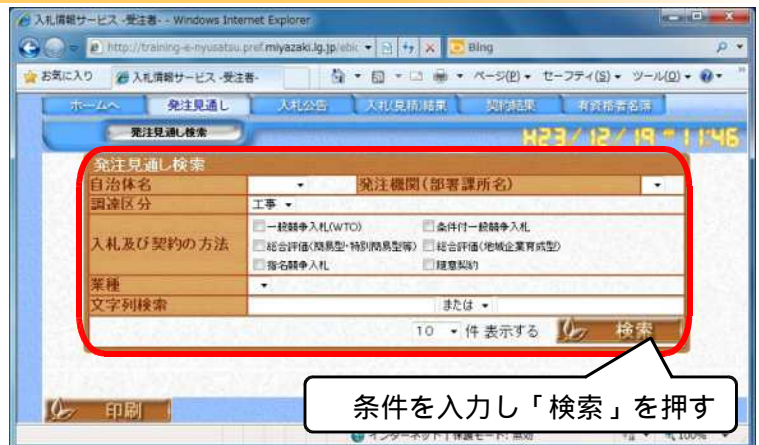 入札情報サービス -受注者- - Windows Internet Explorer
http://training-e-nyusatsu.pref.miyazaki.lg.jp/ebic
Bing
お気に入り
入札情報サービス -受注者-
ページ(P) セーフティ(S) ツール(O)
ホームへ 発注見通し 入札公告 入札(見積)結果 契約結果 有資格者名簿
発注見通し検索
H23/12/19 - 11:46
発注見通し検索
自治体名 発注機関(部署課所名)
調達区分 工事
入札及び契約の方法
一般競争入札(WTO) 条件付一般競争入札
総合評価(簡易型・特別簡易型等) 総合評価(地域企業育成型)
指名競争入札 随意契約
業種
文字列検索 または
10 件 表示する 検索
条件を入力し「検索」を押す
印刷
インターネット | 保護モード: 無効 100%